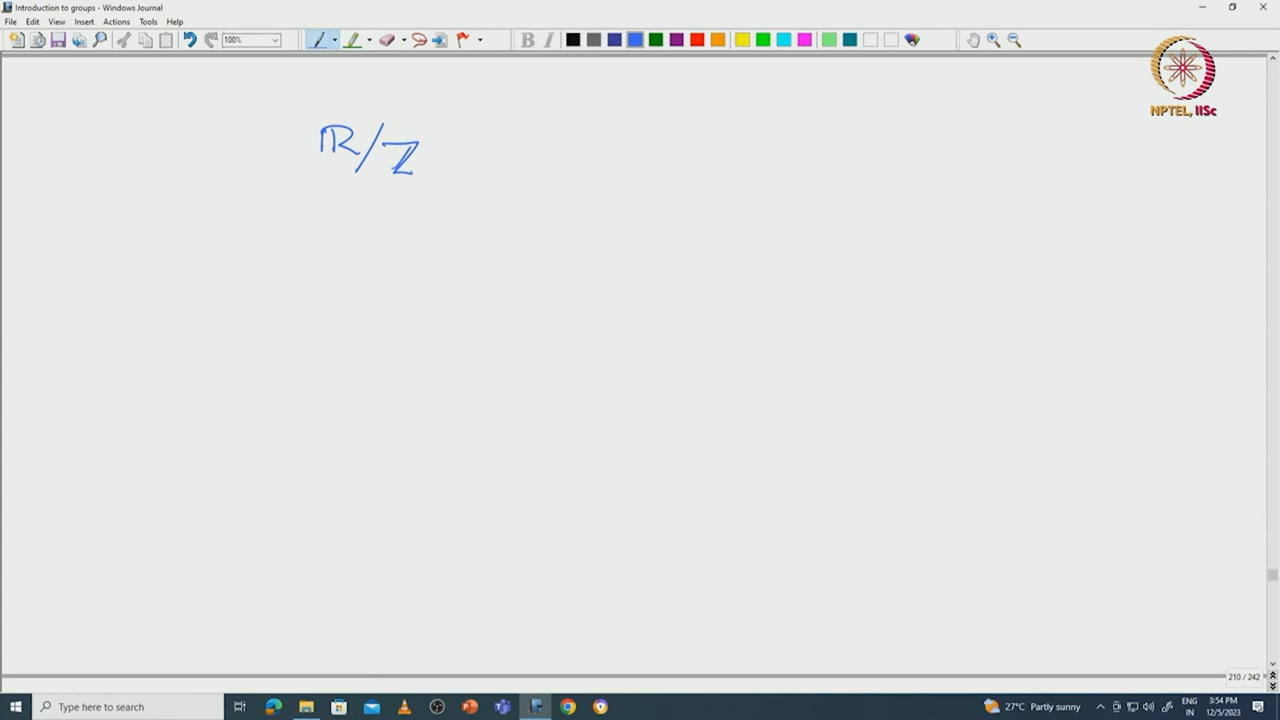 Introduction to groups - Windows Journal
File Edit View Insert Actions Tools Help
100% B I
NPTEL, IISc
ℝ/ℤ
210 / 242
Type here to search
27°C Partly sunny
ENG
IN
3:54 PM
12/5/2023